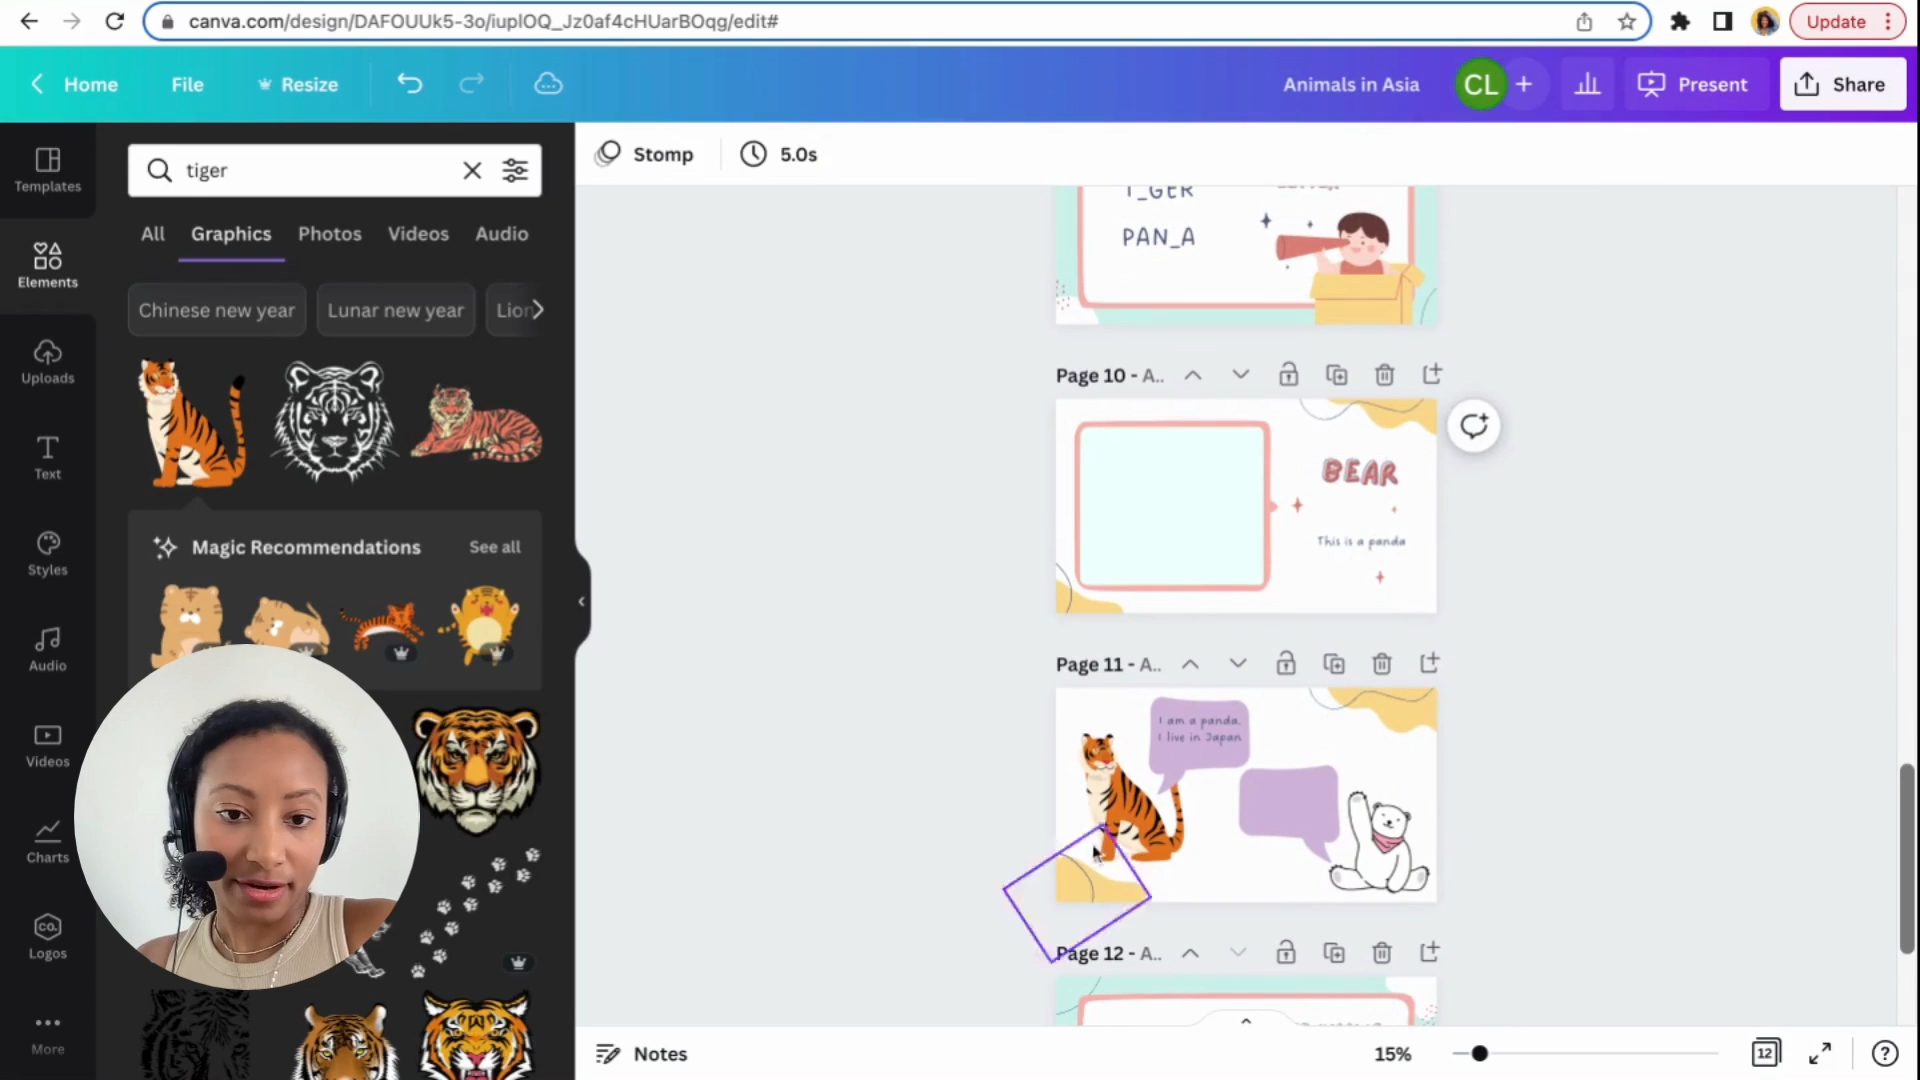 canva.com/design/DAFOUUk5-3o/iuplOQ_Jz0af4cHUarBOqg/edit#
Update
Home
File
Resize
Animals in Asia
CL
Present
Share
Templates
Elements
Uploads
Text
Styles
Audio
Videos
Charts
CO.
Logos
More
tiger
All
Graphics
Photos
Videos
Audio
Chinese new year
Lunar new year
Lion
Magic Recommendations
See all
Stomp
5.0s
T_GER
PAN_A
Page 10 - A..
BEAR
This is a panda
Page 11 - A..
I am a panda.
I live in Japan
Page 12 - A..
Notes
15%
12